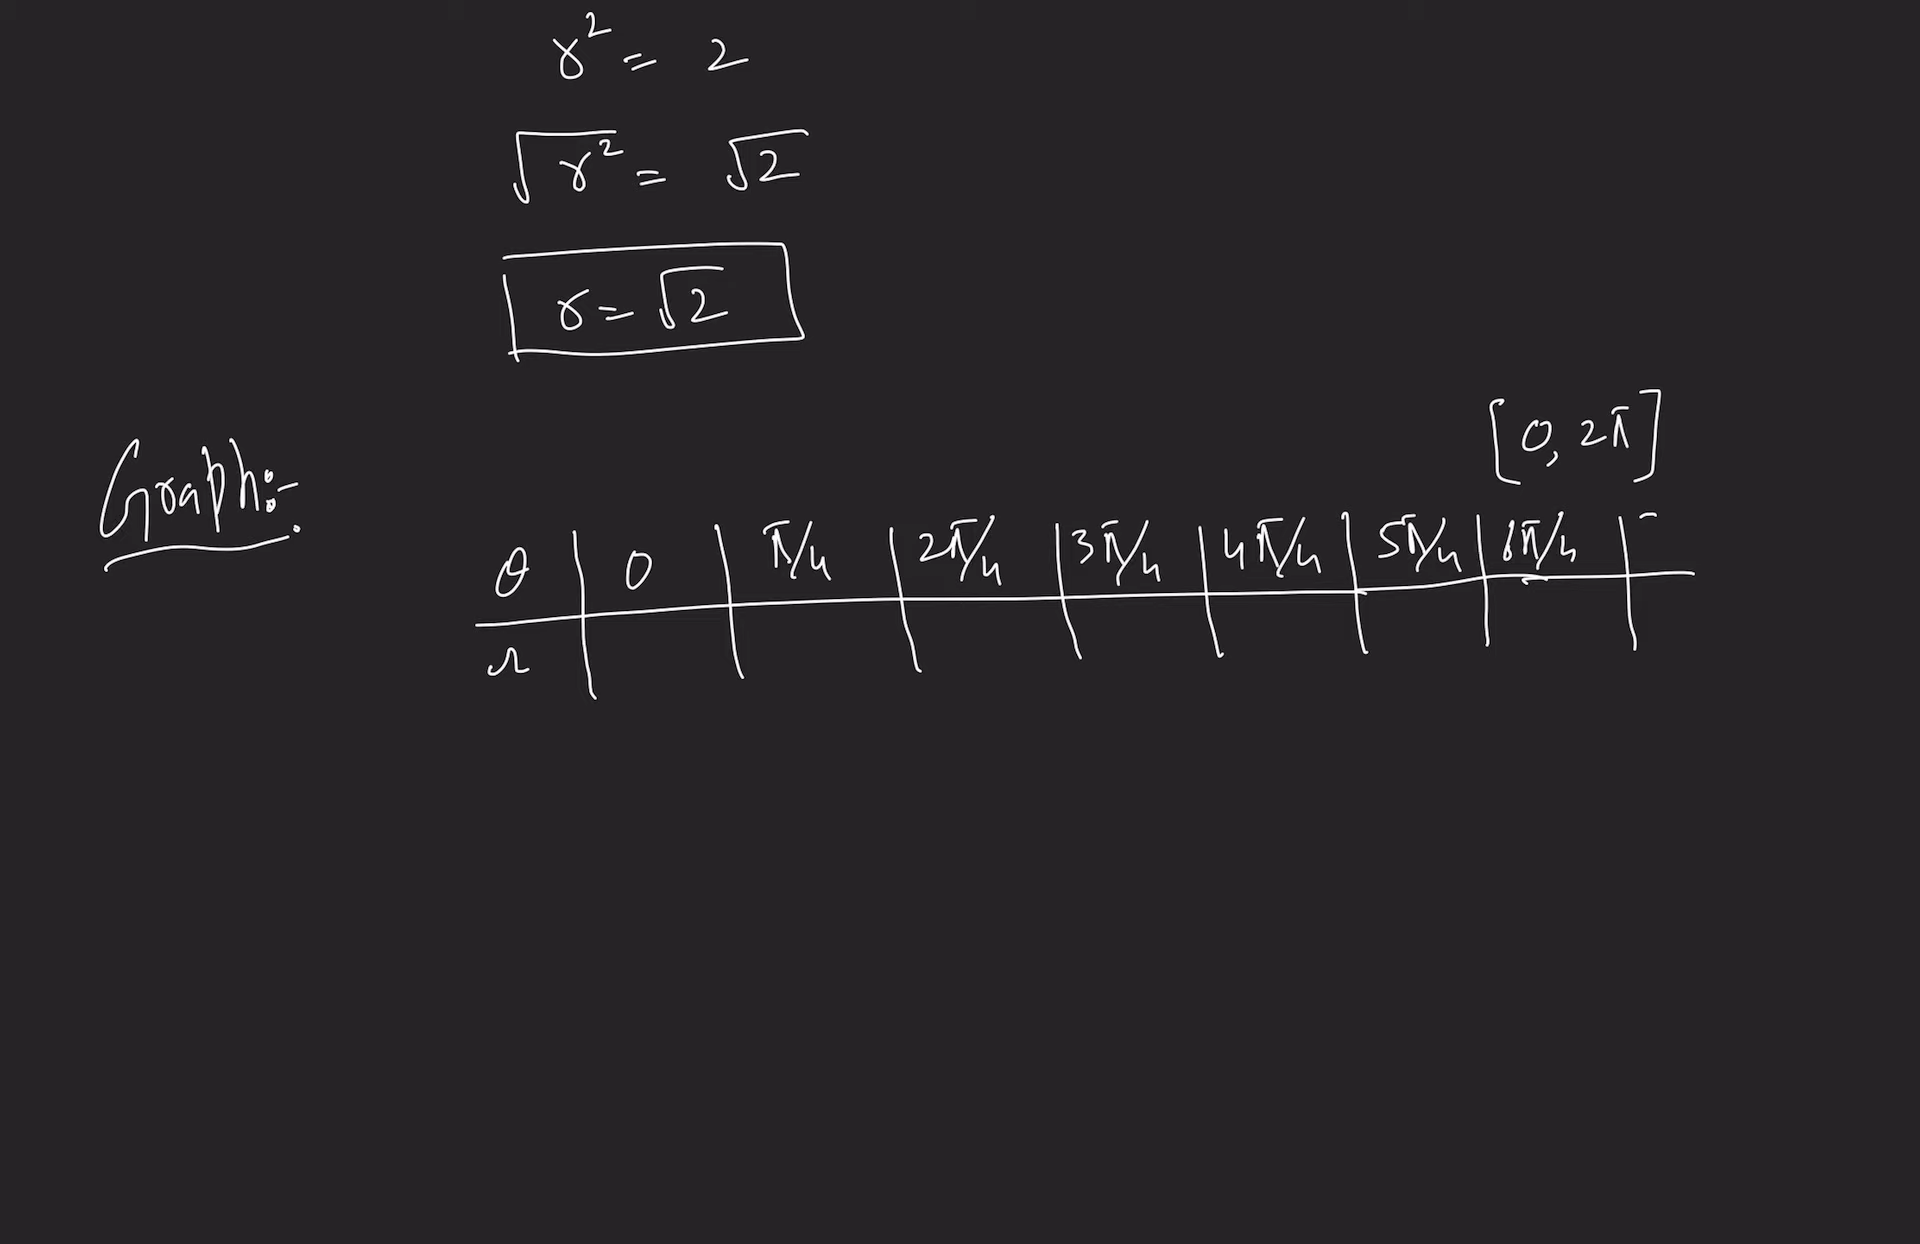 r² = 2
√r² = √2
r = √2
[0, 2π]
Graph:-
θ | 0 | π/4 | 2π/4 | 3π/4 | 4π/4 | 5π/4 | 6π/4 |
r